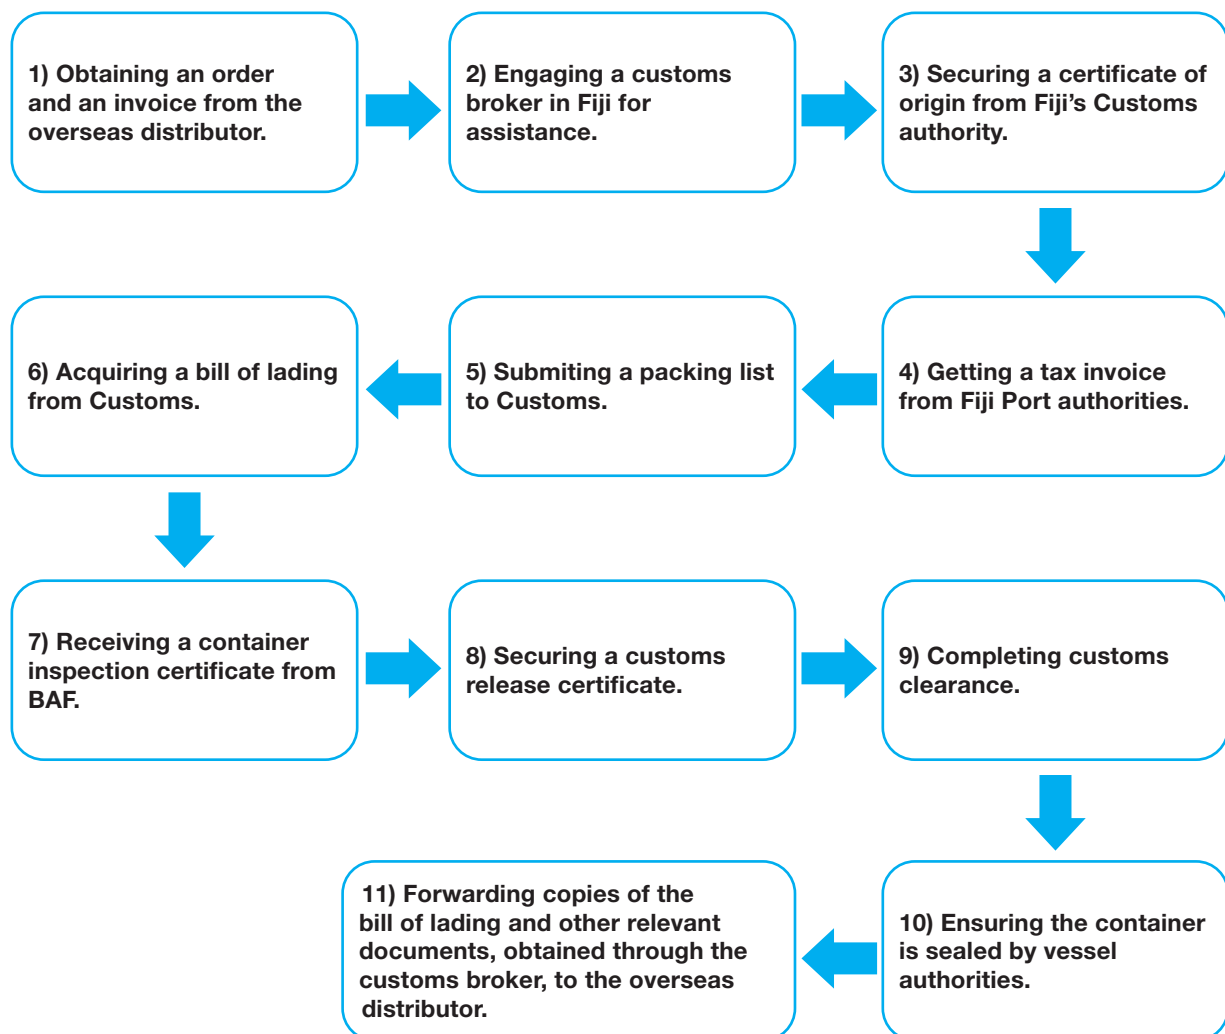 1) Obtaining an order
and an invoice from the
overseas distributor.
2) Engaging a customs
broker in Fiji for
assistance.
3) Securing a certificate of
origin from Fiji’s Customs
authority.
4) Getting a tax invoice
from Fiji Port authorities.
5) Submiting a packing list
to Customs.
6) Acquiring a bill of lading
from Customs.
7) Receiving a container
inspection certificate from
BAF.
8) Securing a customs
release certificate.
9) Completing customs
clearance.
10) Ensuring the container
is sealed by vessel
authorities.
11) Forwarding copies of the
bill of lading and other relevant
documents, obtained through the
customs broker, to the overseas
distributor.